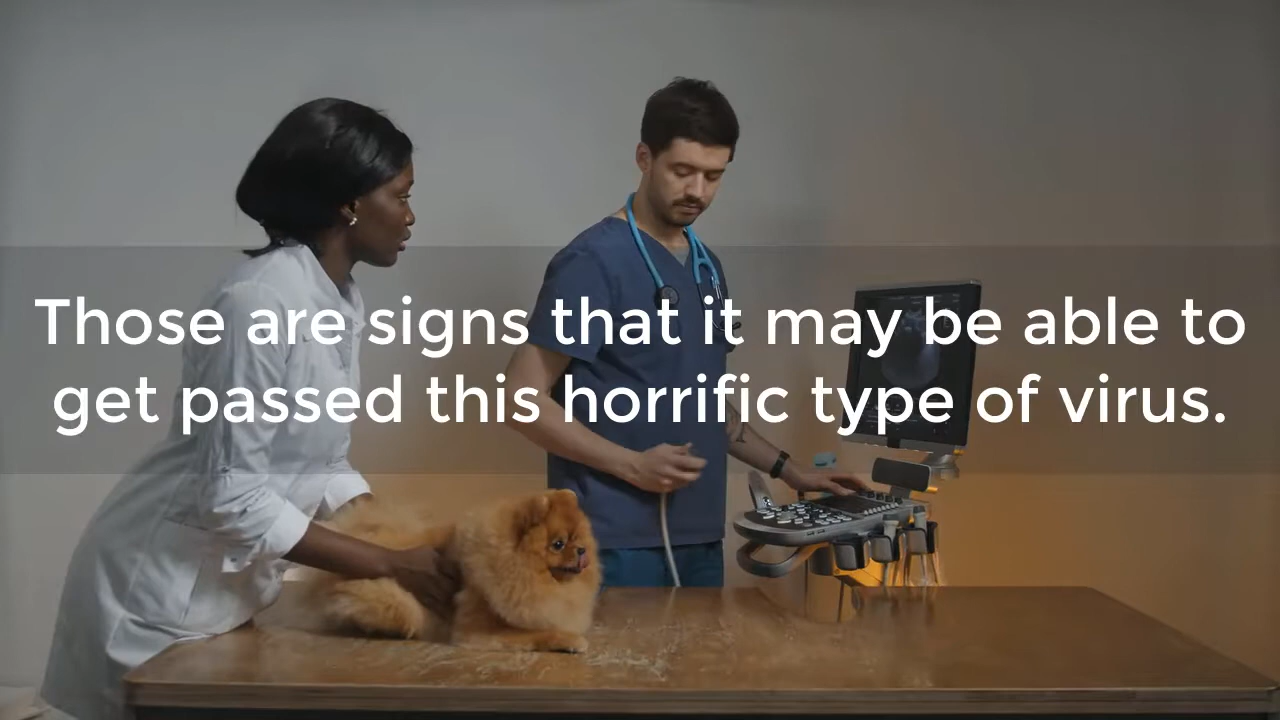 Those are signs that it may be able to
get passed this horrific type of virus.